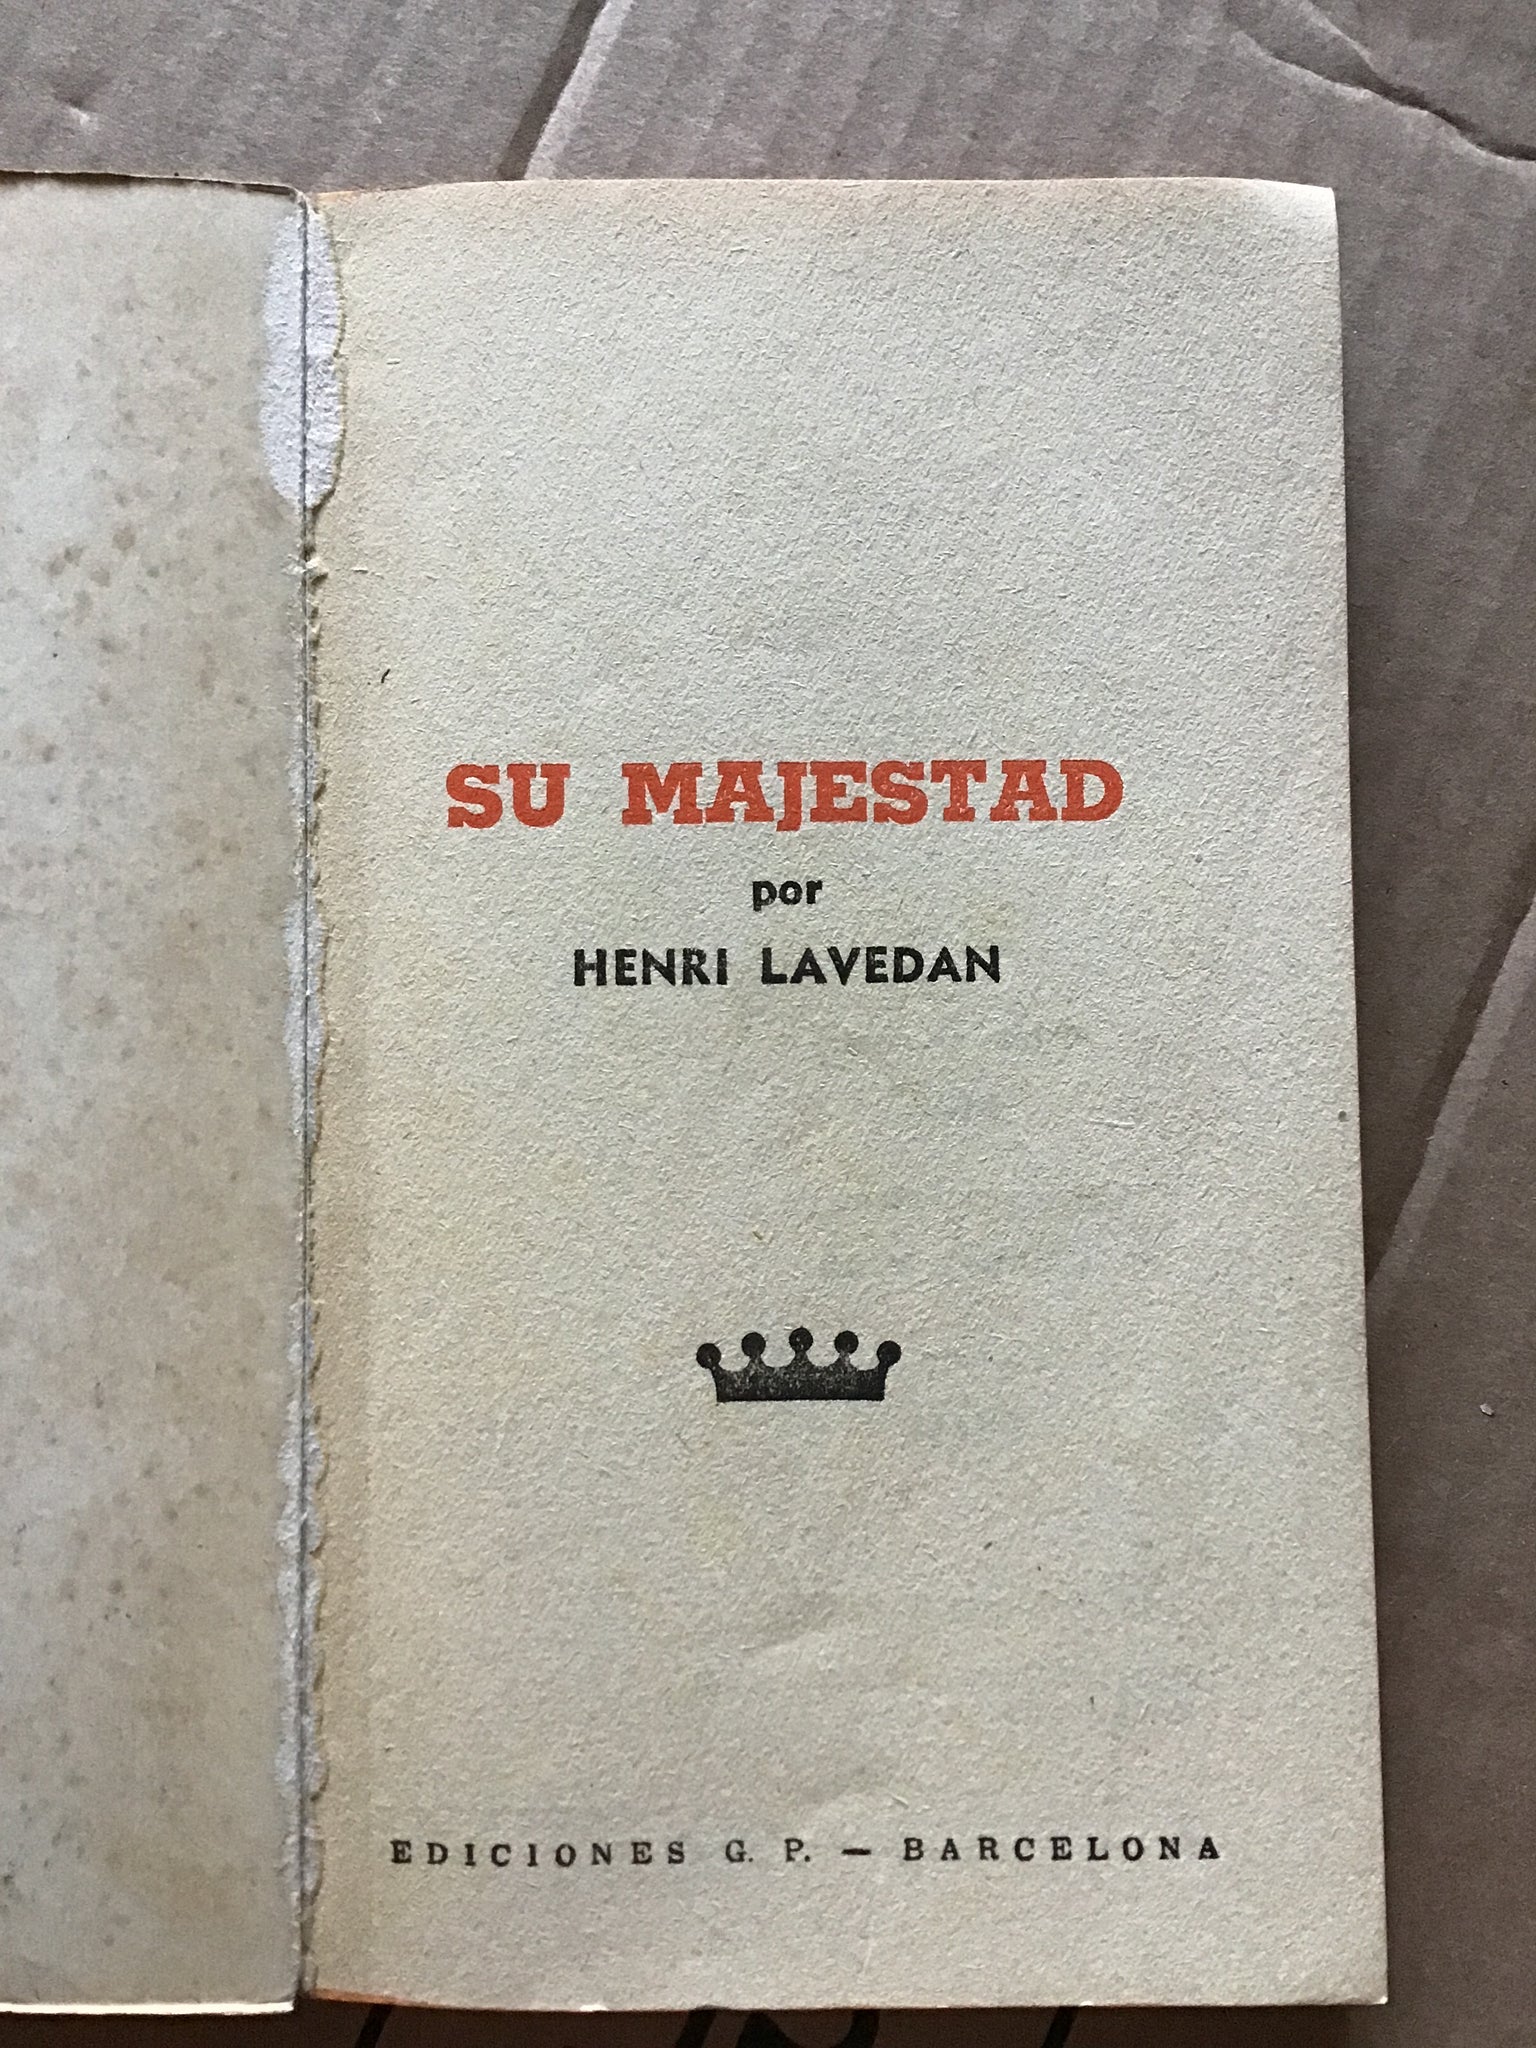 SU MAJESTAD
por
HENRI LAVEDAN
EDICIONES G. P. — BARCELONA